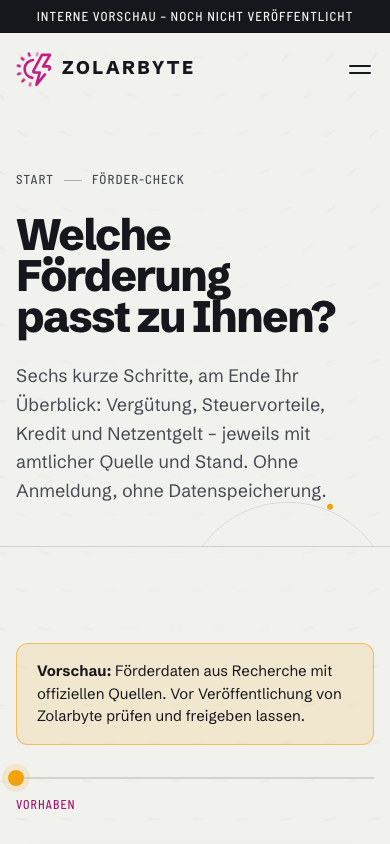 INTERNE VORSCHAU – NOCH NICHT VERÖFFENTLICHT
ZOLARBYTE
START — FÖRDER-CHECK
Welche
Förderung
passt zu Ihnen?
Sechs kurze Schritte, am Ende Ihr
Überblick: Vergütung, Steuervorteile,
Kredit und Netzentgelt – jeweils mit
amtlicher Quelle und Stand. Ohne
Anmeldung, ohne Datenspeicherung.
Vorschau: Förderdaten aus Recherche mit
offiziellen Quellen. Vor Veröffentlichung von
Zolarbyte prüfen und freigeben lassen.
VORHABEN